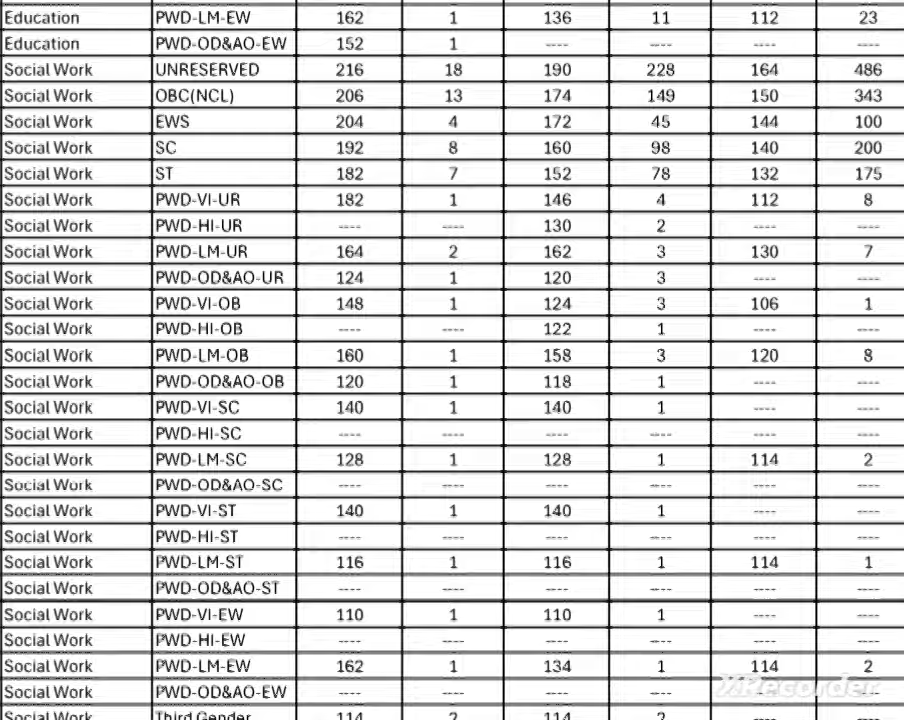 Education PWD-LM-EW 162 1 136 11 112 23
Education PWD-OD&AO-EW 152 1 ---- ---- ---- ----
Social Work UNRESERVED 216 18 190 228 164 486
Social Work OBC(NCL) 206 13 174 149 150 343
Social Work EWS 204 4 172 45 144 100
Social Work SC 192 8 160 98 140 200
Social Work ST 182 7 152 78 132 175
Social Work PWD-VI-UR 182 1 146 4 112 8
Social Work PWD-HI-UR ---- ---- 130 2 ---- ----
Social Work PWD-LM-UR 164 2 162 3 130 7
Social Work PWD-OD&AO-UR 124 1 120 3 ---- ----
Social Work PWD-VI-OB 148 1 124 3 106 1
Social Work PWD-HI-OB ---- ---- 122 1 ---- ----
Social Work PWD-LM-OB 160 1 158 3 120 8
Social Work PWD-OD&AO-OB 120 1 118 1 ---- ----
Social Work PWD-VI-SC 140 1 140 1 ---- ----
Social Work PWD-HI-SC ---- ---- ---- ---- ---- ----
Social Work PWD-LM-SC 128 1 128 1 114 2
Social Work PWD-OD&AO-SC ---- ---- ---- ---- ---- ----
Social Work PWD-VI-ST 140 1 140 1 ---- ----
Social Work PWD-HI-ST ---- ---- ---- ---- ---- ----
Social Work PWD-LM-ST 116 1 116 1 114 1
Social Work PWD-OD&AO-ST ---- ---- ---- ---- ---- ----
Social Work PWD-VI-EW 110 1 110 1 ---- ----
Social Work PWD-HI-EW ---- ---- ---- ---- ---- ----
Social Work PWD-LM-EW 162 1 134 1 114 2
Social Work PWD-OD&AO-EW ---- ---- ---- ---- ---- ----
XRecorder
Social Work Third Gender 114 2 114 2 ---- ----